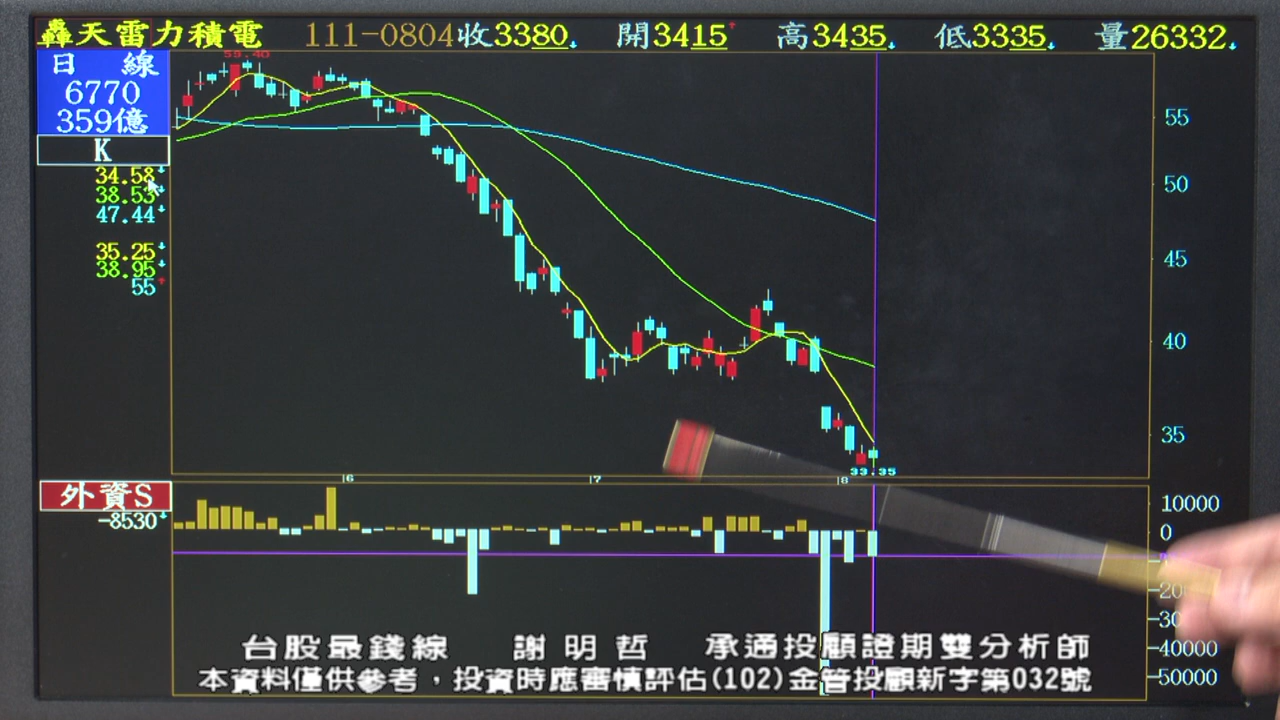 轟天雷力積電 111-0804收3380 開3415 高3435 低3335 量26332
日 線
6770
359億
K
34.58
38.53
47.44
35.25
38.95
55
55
50
45
40
35
33.35
6 7 8
外資S
-8530
10000
0
-40000
-50000
台股最錢線 謝明哲 承通投顧證期雙分析師
本資料僅供參考，投資時應審慎評估(102)金管投顧新字第032號